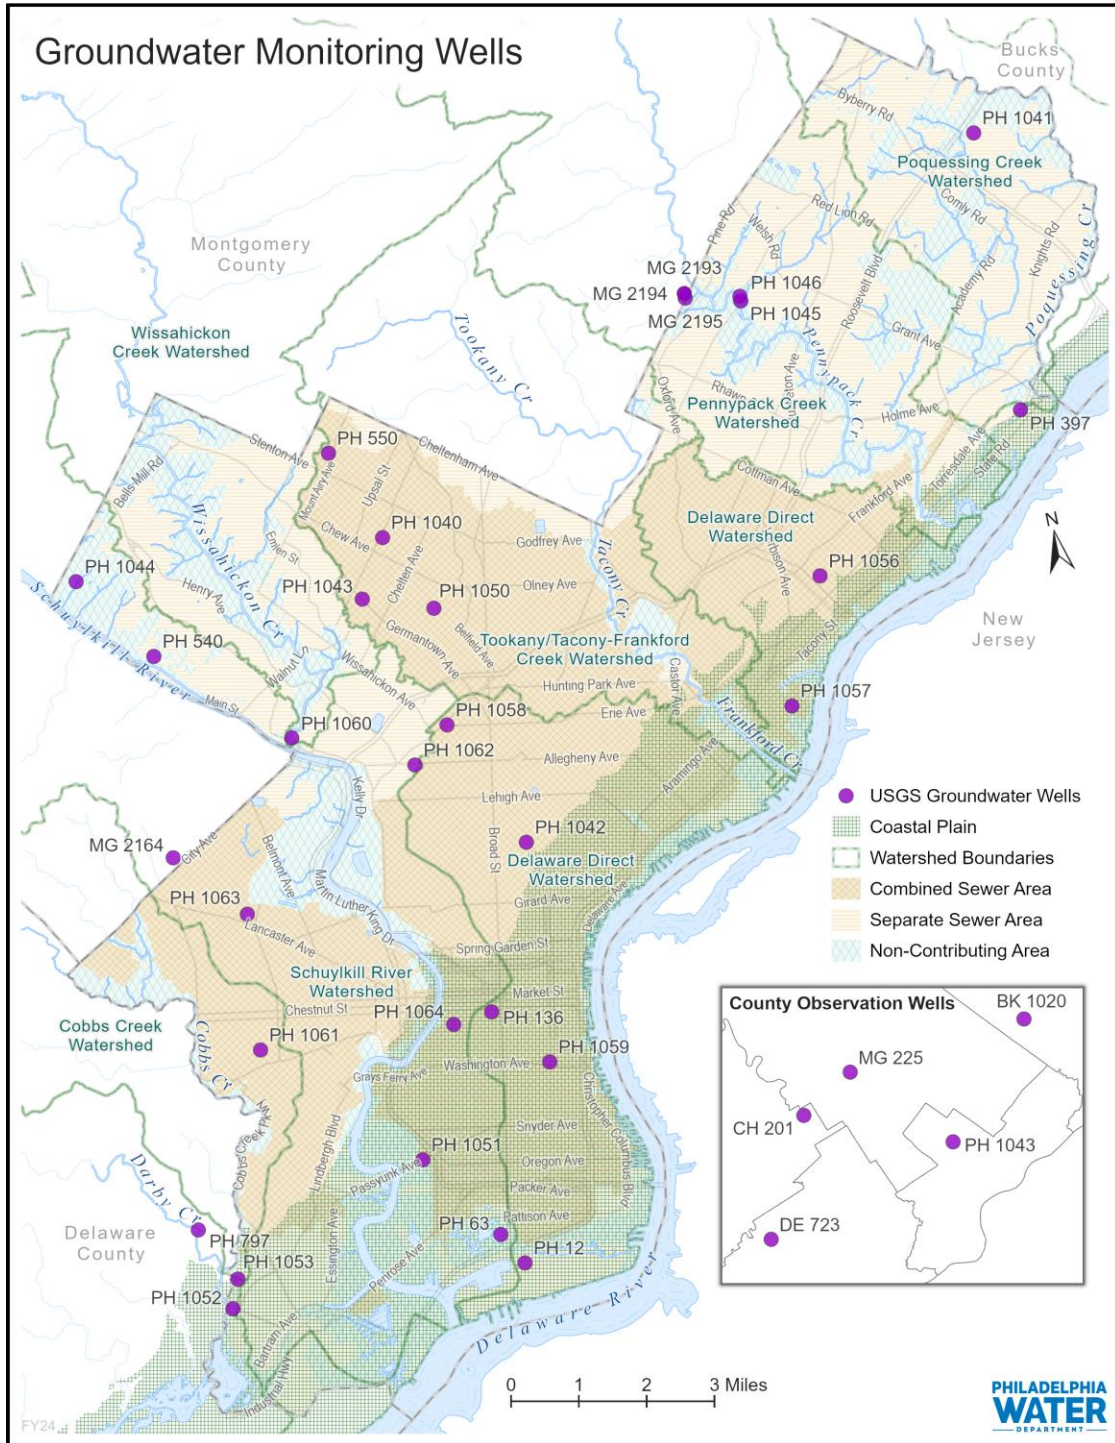 Groundwater Monitoring Wells
Bucks
County
Byberry Rd
PH 1041
Poquessing Creek
Watershed
Pine Rd
Welsh Rd
Red Lion Rd
Comly Rd
Knights Rd
Poquessing Cr
Montgomery
County
MG 2193
MG 2194
MG 2195
PH 1046
PH 1045
Roosevelt Blvd
Academy Rd
Grant Ave
Tookany Cr
Wissahickon
Creek Watershed
Pennypack Cr
Oxford Ave
Rhawn
Pennypack Creek
Watershed
Holme Ave
PH 397
Torresdale Ave
State Rd
Frankford Ave
Cottman Ave
PH 550
Stenton Ave
Cheltenham Ave
Bells Mill Rd
Mount Airy Ave
Upsal St
Wissahickon Cr
Chew Ave
PH 1040
Godfrey Ave
Tacony Cr
Delaware Direct
Watershed
N
PH 1056
PH 1044
Emlen St
Henry Ave
PH 1043
Chelten Ave
PH 1050
Olney Ave
New
Jersey
Schuylkill River
PH 540
Germantown Ave
Belfield Ave
Tookany/Tacony-Frankford
Creek Watershed
Tacony St
Walnut Ln
Wissahickon Ave
Hunting Park Ave
Castor Ave
Main St
PH 1060
PH 1058
Erie Ave
Frankford Cr
PH 1057
PH 1062
Allegheny Ave
Aramingo Ave
Kelly Dr
Lehigh Ave
MG 2164
City Ave
Belmont Ave
Broad St
PH 1042
Delaware Direct
Watershed
Girard Ave
Delaware Ave
PH 1063
Lancaster Ave
Martin Luther King Dr
Spring Garden St
Schuylkill River
Watershed
Market St
Chestnut St
PH 1064
PH 136
Cobbs Creek
Watershed
Cobbs Cr
PH 1061
Washington Ave
PH 1059
Grays Ferry Ave
Christopher Columbus Blvd
Cobbs Creek Pk
Lindbergh Blvd
Snyder Ave
PH 1051
Oregon Ave
Passyunk Ave
Packer Ave
Darby Cr
Delaware
County
Pattison Ave
PH 63
PH 797
PH 1053
Essington Ave
Penrose Ave
PH 12
PH 1052
Bartram Ave
Industrial Hwy
Delaware River
USGS Groundwater Wells
Coastal Plain
Watershed Boundaries
Combined Sewer Area
Separate Sewer Area
Non-Contributing Area
County Observation Wells
BK 1020
MG 225
CH 201
PH 1043
DE 723
0 1 2 3 Miles
FY24
PHILADELPHIA
WATER
DEPARTMENT